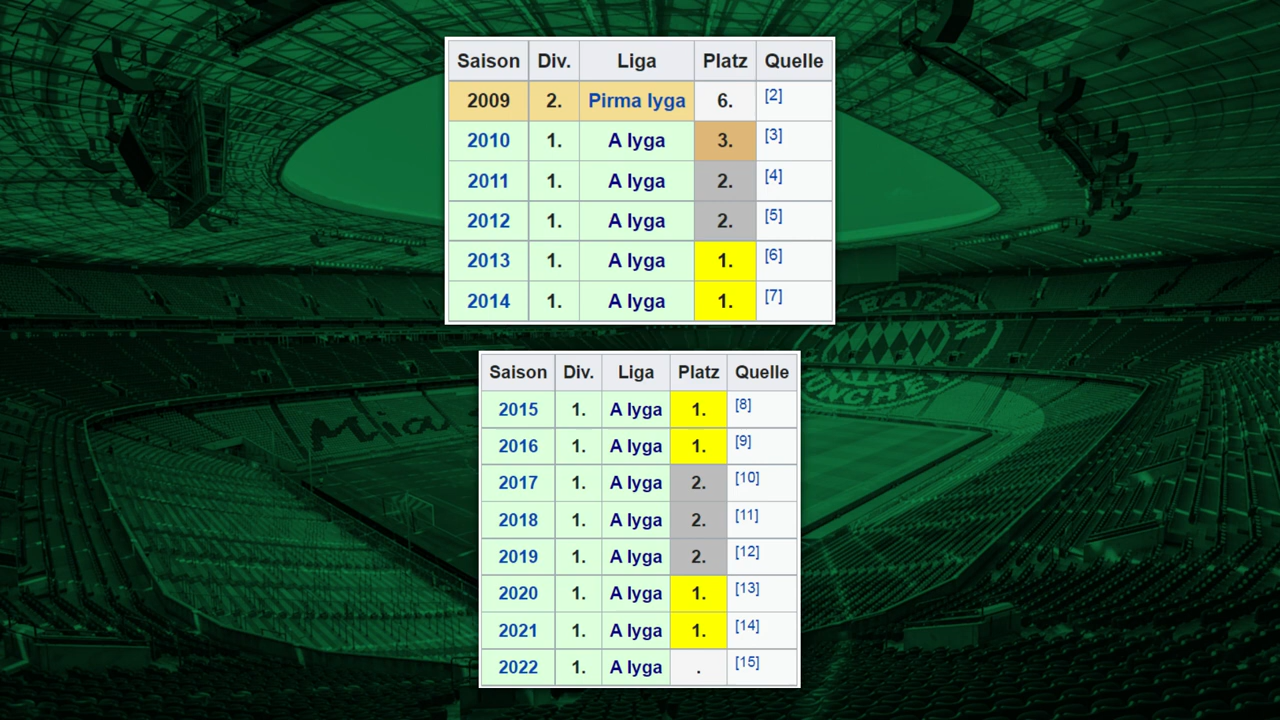 Saison Div. Liga Platz Quelle
2009 2. Pirma lyga 6. [2]
2010 1. A lyga 3. [3]
2011 1. A lyga 2. [4]
2012 1. A lyga 2. [5]
2013 1. A lyga 1. [6]
2014 1. A lyga 1. [7]
BAYERN
MÜNCHEN
Saison Div. Liga Platz Quelle
2015 1. A lyga 1. [8]
2016 1. A lyga 1. [9]
2017 1. A lyga 2. [10]
2018 1. A lyga 2. [11]
2019 1. A lyga 2. [12]
2020 1. A lyga 1. [13]
2021 1. A lyga 1. [14]
2022 1. A lyga . [15]
Mia